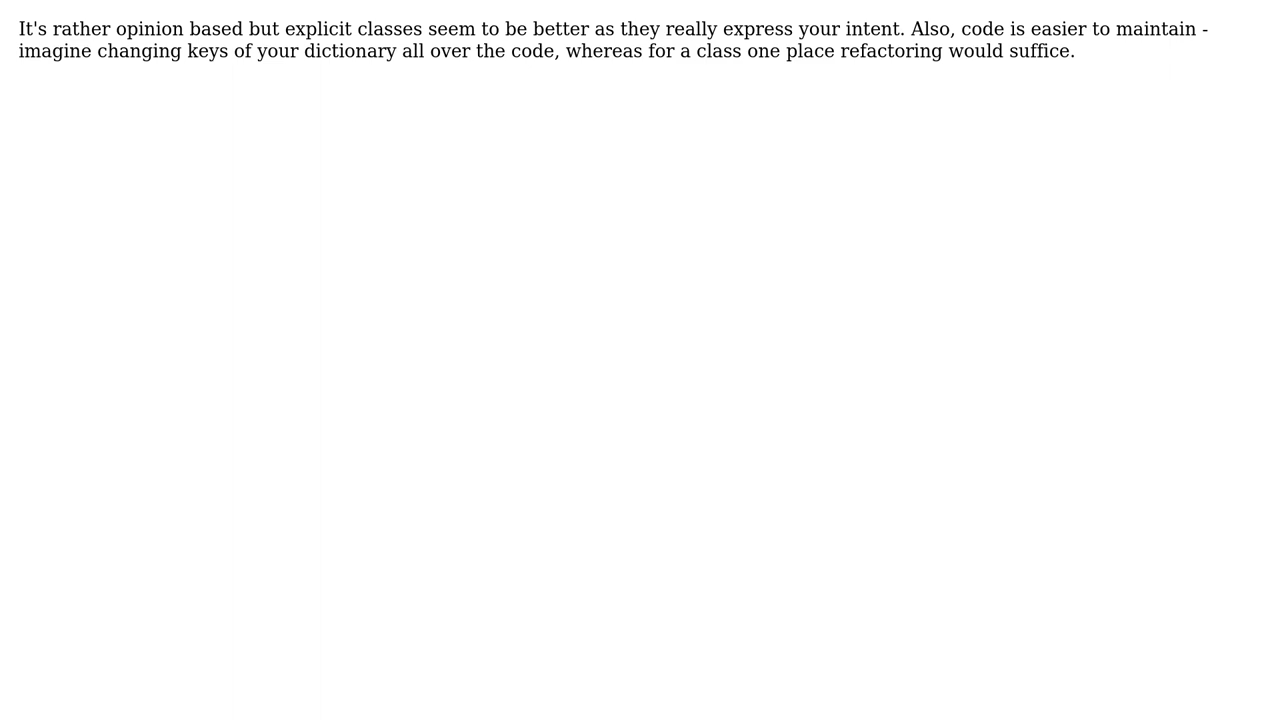 It's rather opinion based but explicit classes seem to be better as they really express your intent. Also, code is easier to maintain -
imagine changing keys of your dictionary all over the code, whereas for a class one place refactoring would suffice.